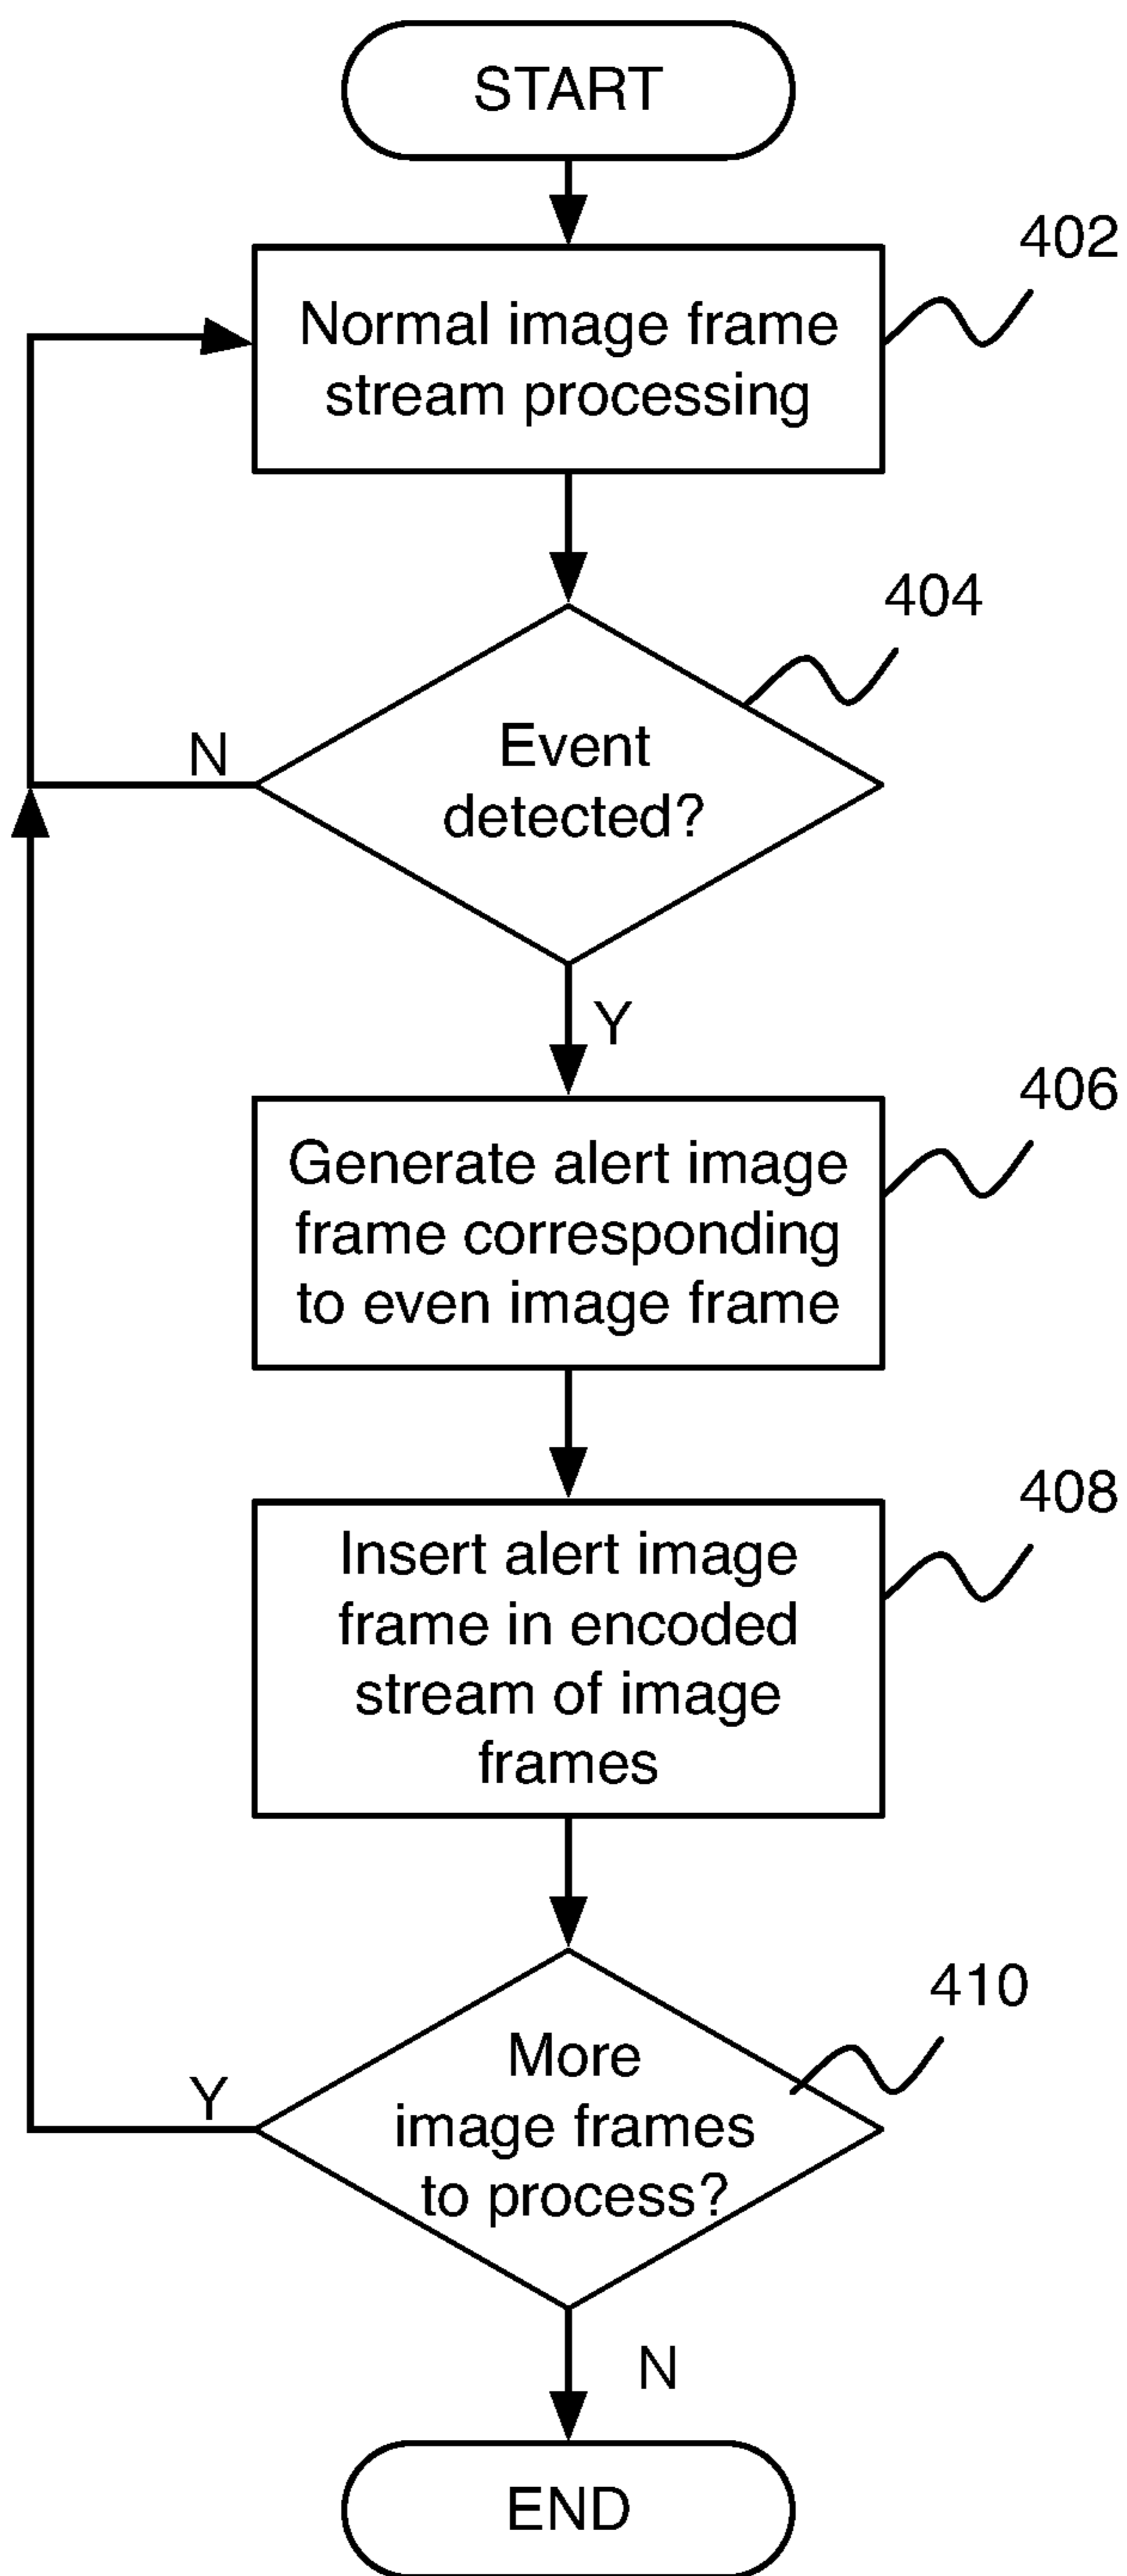 START
402
Normal image frame
stream processing
404
Event
detected?
N
Y
406
Generate alert image
frame corresponding
to even image frame
408
Insert alert image
frame in encoded
stream of image
frames
410
More
image frames
to process?
Y
N
END